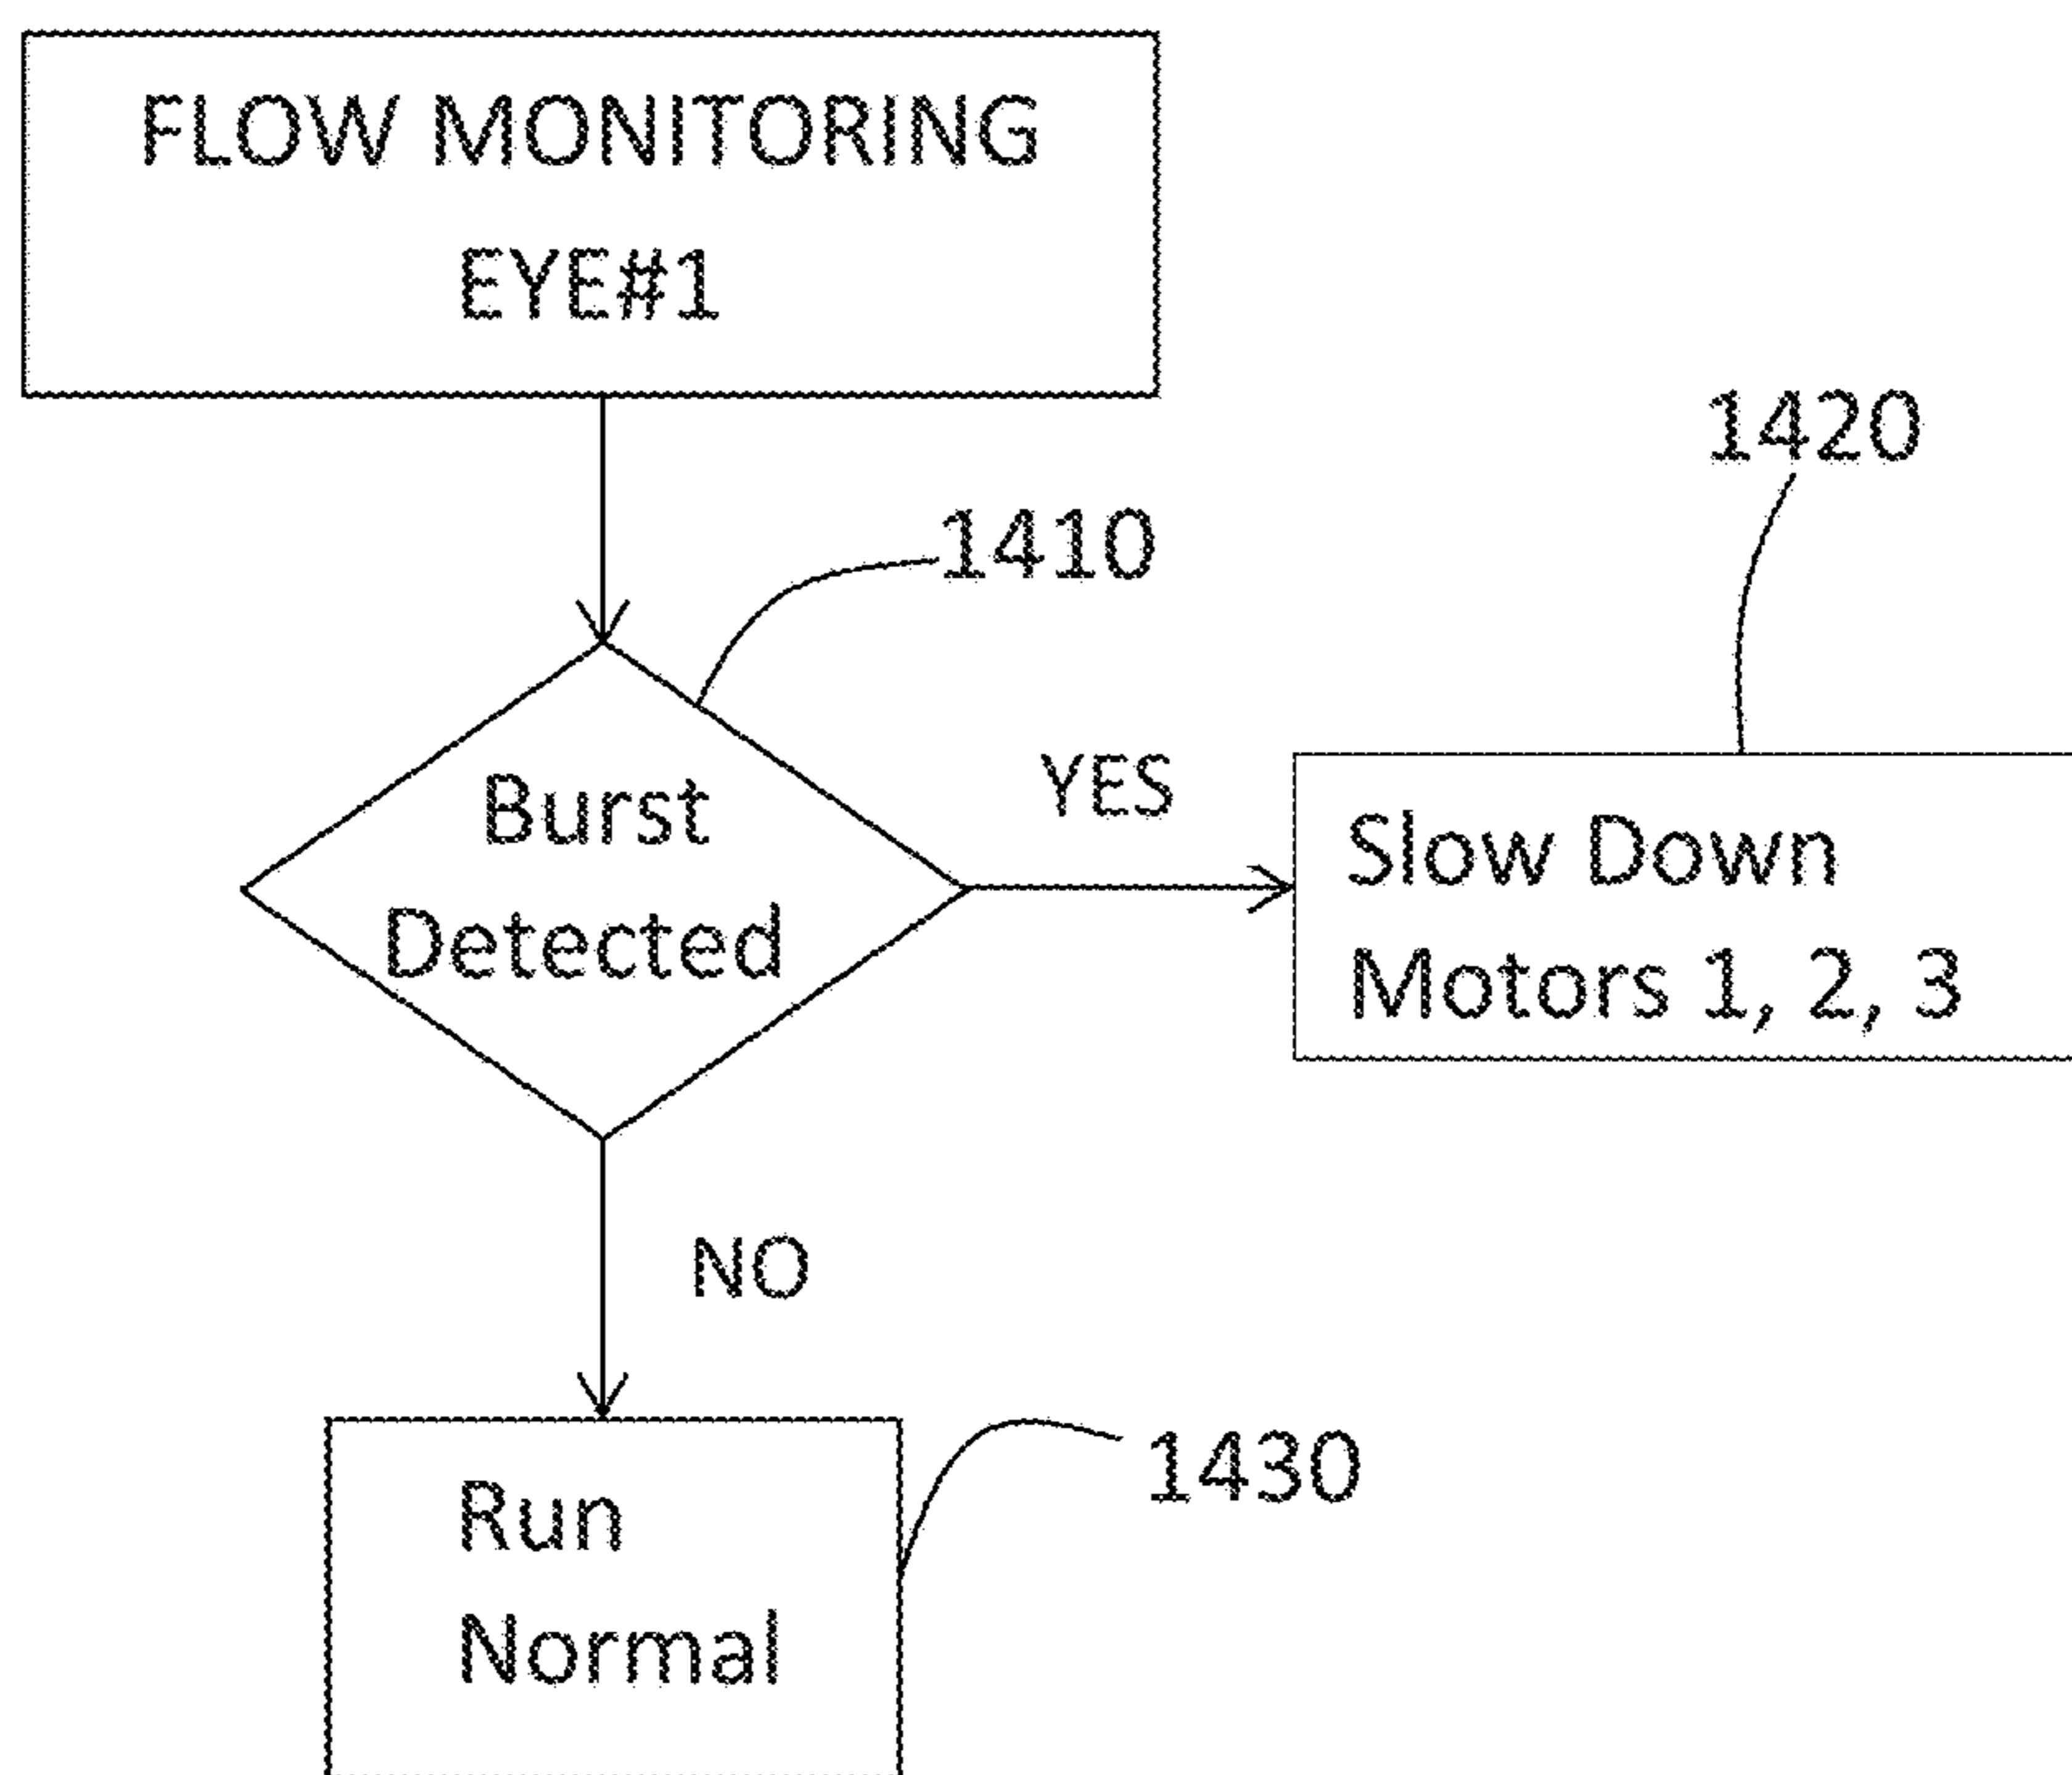 FLOW MONITORING
EYE#1
1420
1410
Burst
Detected
YES
Slow Down
Motors 1, 2, 3
NO
Run
Normal
1430